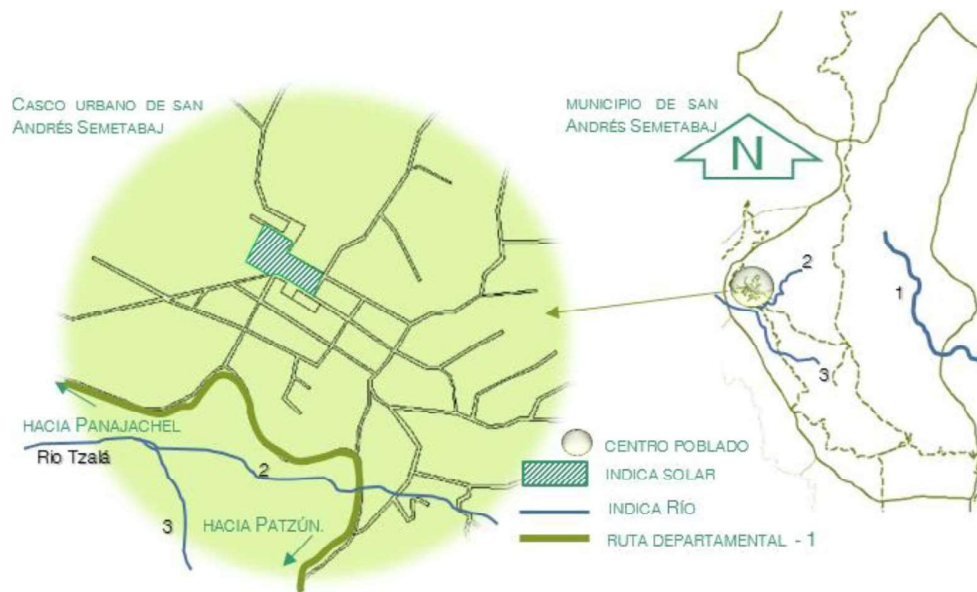 CASCO URBANO DE SAN
ANDRÉS SEMETABAJ
MUNICIPIO DE SAN
ANDRÉS SEMETABAJ
N
2
1
3
HACIA PANAJACHEL
Río Tzalá
2
3
HACIA PATZÚN.
CENTRO POBLADO
INDICA SOLAR
INDICA RÍO
RUTA DEPARTAMENTAL - 1